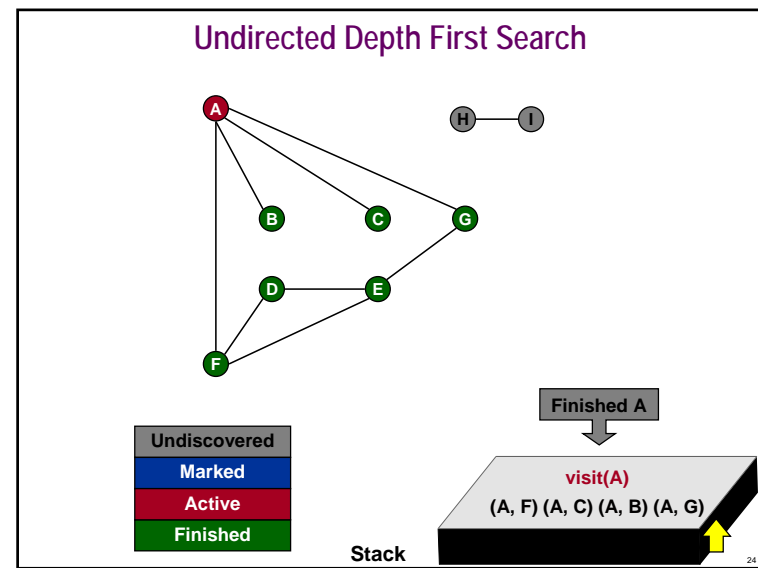 Undirected Depth First Search
A
H I
B C G
D E
F
Finished A
Undiscovered
Marked
Active
Finished
visit(A)
(A, F) (A, C) (A, B) (A, G)
Stack
24